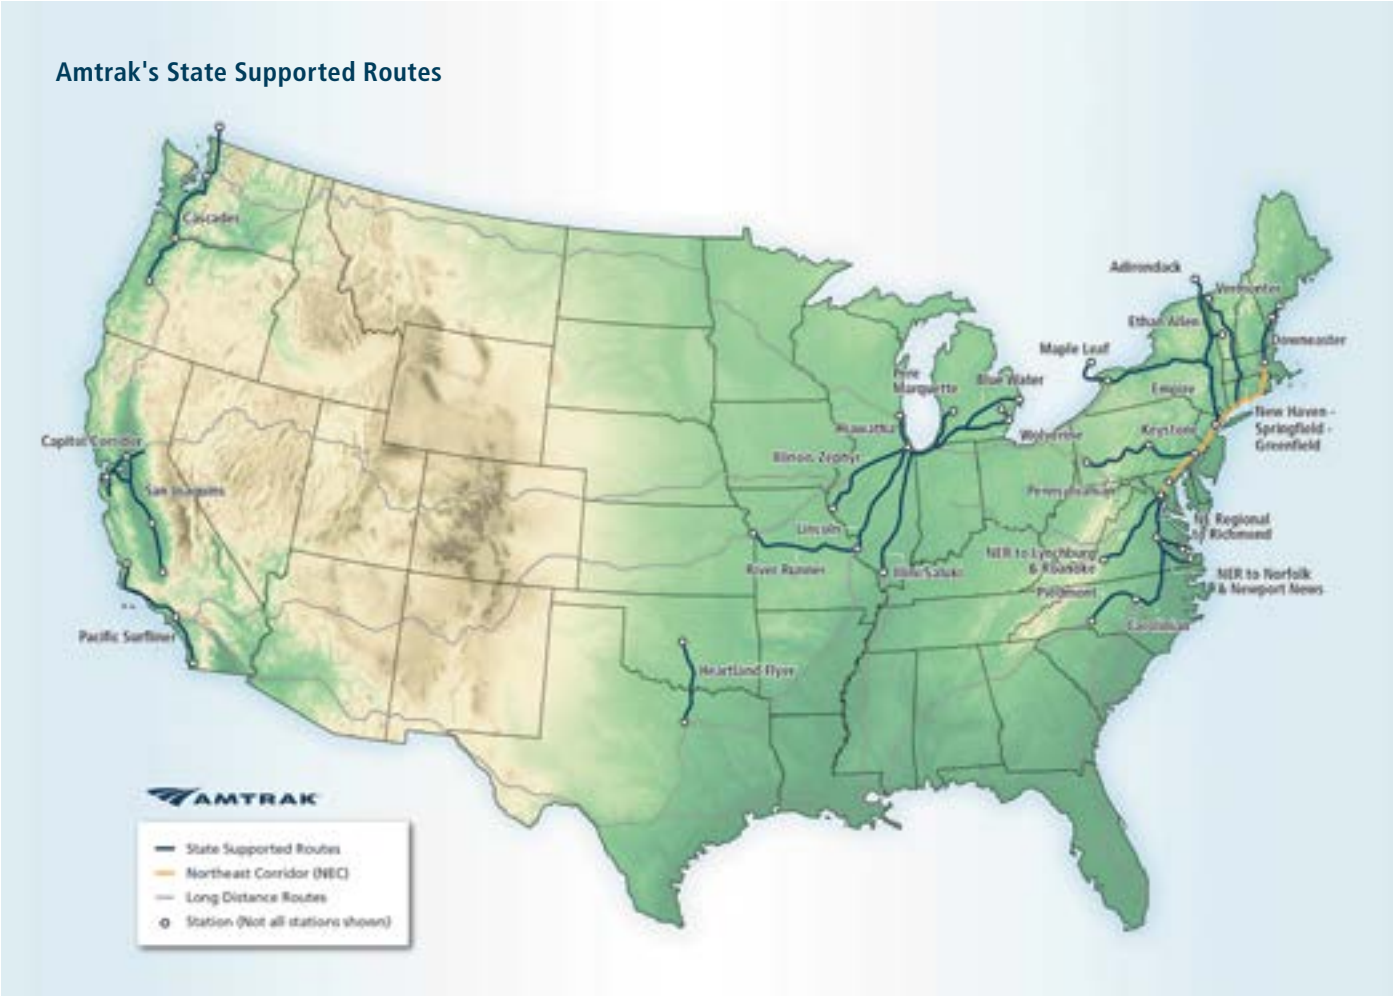 Amtrak's State Supported Routes
Cascades
Adirondack
Vermonter
Ethan Allen
Maple Leaf
Downeaster
Pere
Marquette
Blue Water
Empire
New Haven -
Springfield -
Greenfield
Hiawatha
Wolverine
Keystone
Capitol Corridor
Illinois Zephyr
San Joaquins
Pennsylvanian
Lincoln
NE Regional
to Richmond
NER to Lynchburg
& Roanoke
River Runner
Illini/Saluki
NER to Norfolk
& Newport News
Piedmont
Carolinian
Pacific Surfliner
Heartland Flyer
AMTRAK
State Supported Routes
Northeast Corridor (NEC)
Long Distance Routes
Station (Not all stations shown)